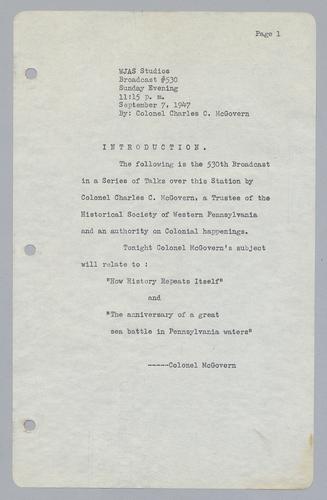 Page 1
WJAS Studios
Broadcast #530
Sunday Evening
11:15 p. m.
September 7, 1947
By: Colonel Charles C. McGovern
I N T R O D U C T I O N .
The following is the 530th Broadcast
in a Series of Talks over this Station by
Colonel Charles C. McGovern, a Trustee of the
Historical Society of Western Pennsylvania
and an authority on Colonial happenings.
Tonight Colonel McGovern's subject
will relate to :
"How History Repeats Itself"
and
"The anniversary of a great
sea battle in Pennsylvania waters"
-----Colonel McGovern